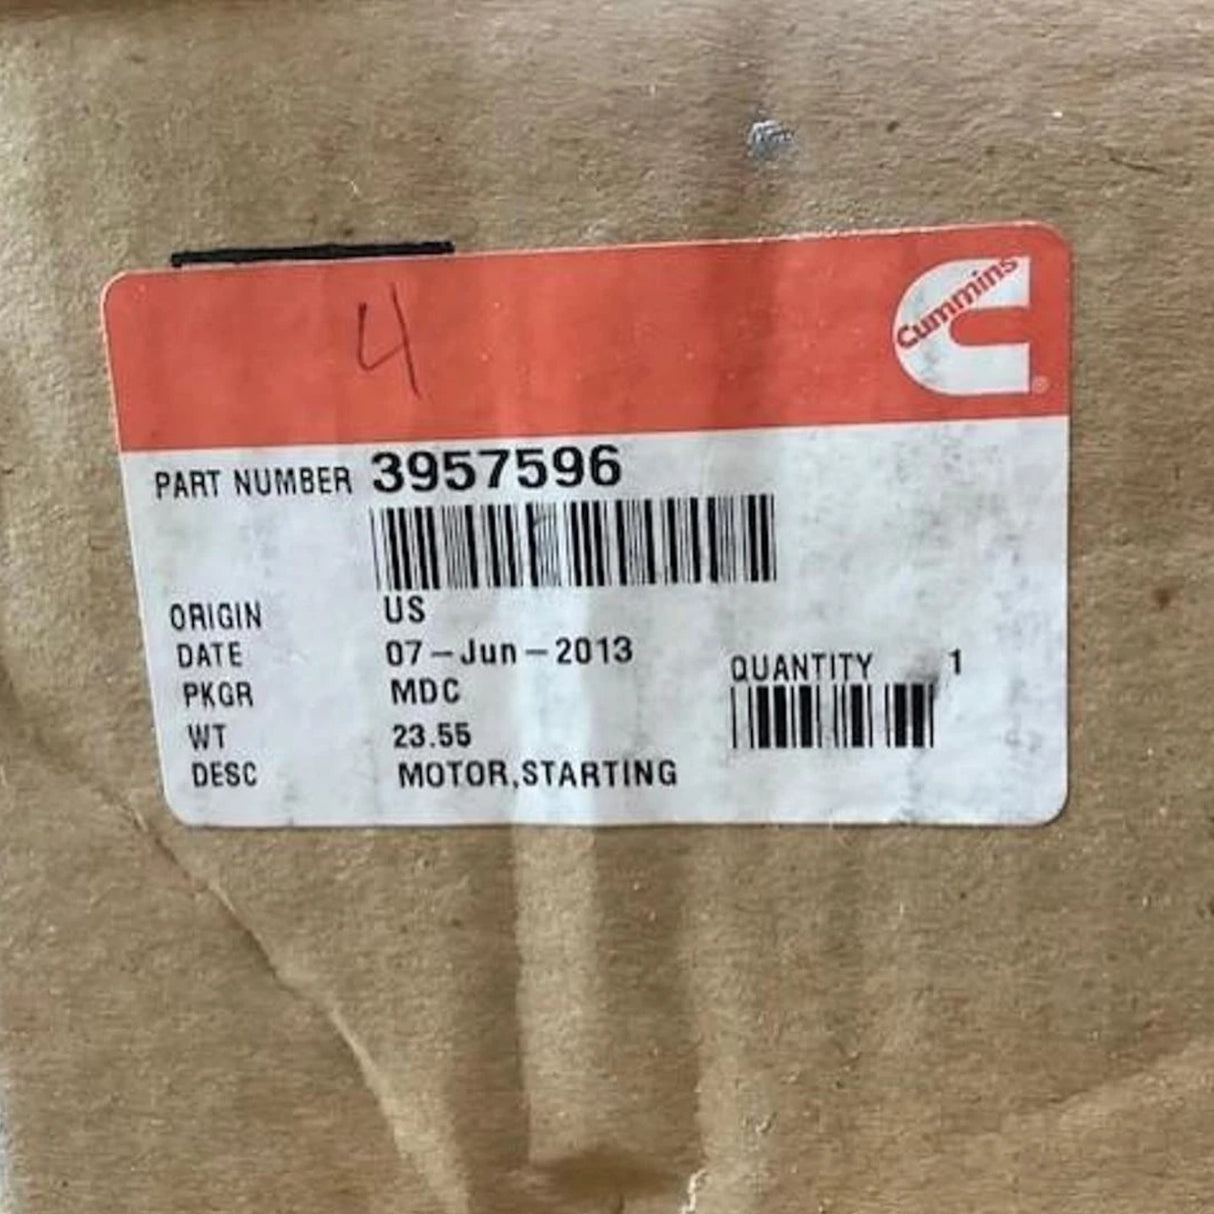 Cummins
®
4
PART NUMBER 3957596
ORIGIN US
DATE 07-Jun-2013
PKGR MDC
WT 23.55
DESC MOTOR,STARTING
QUANTITY 1